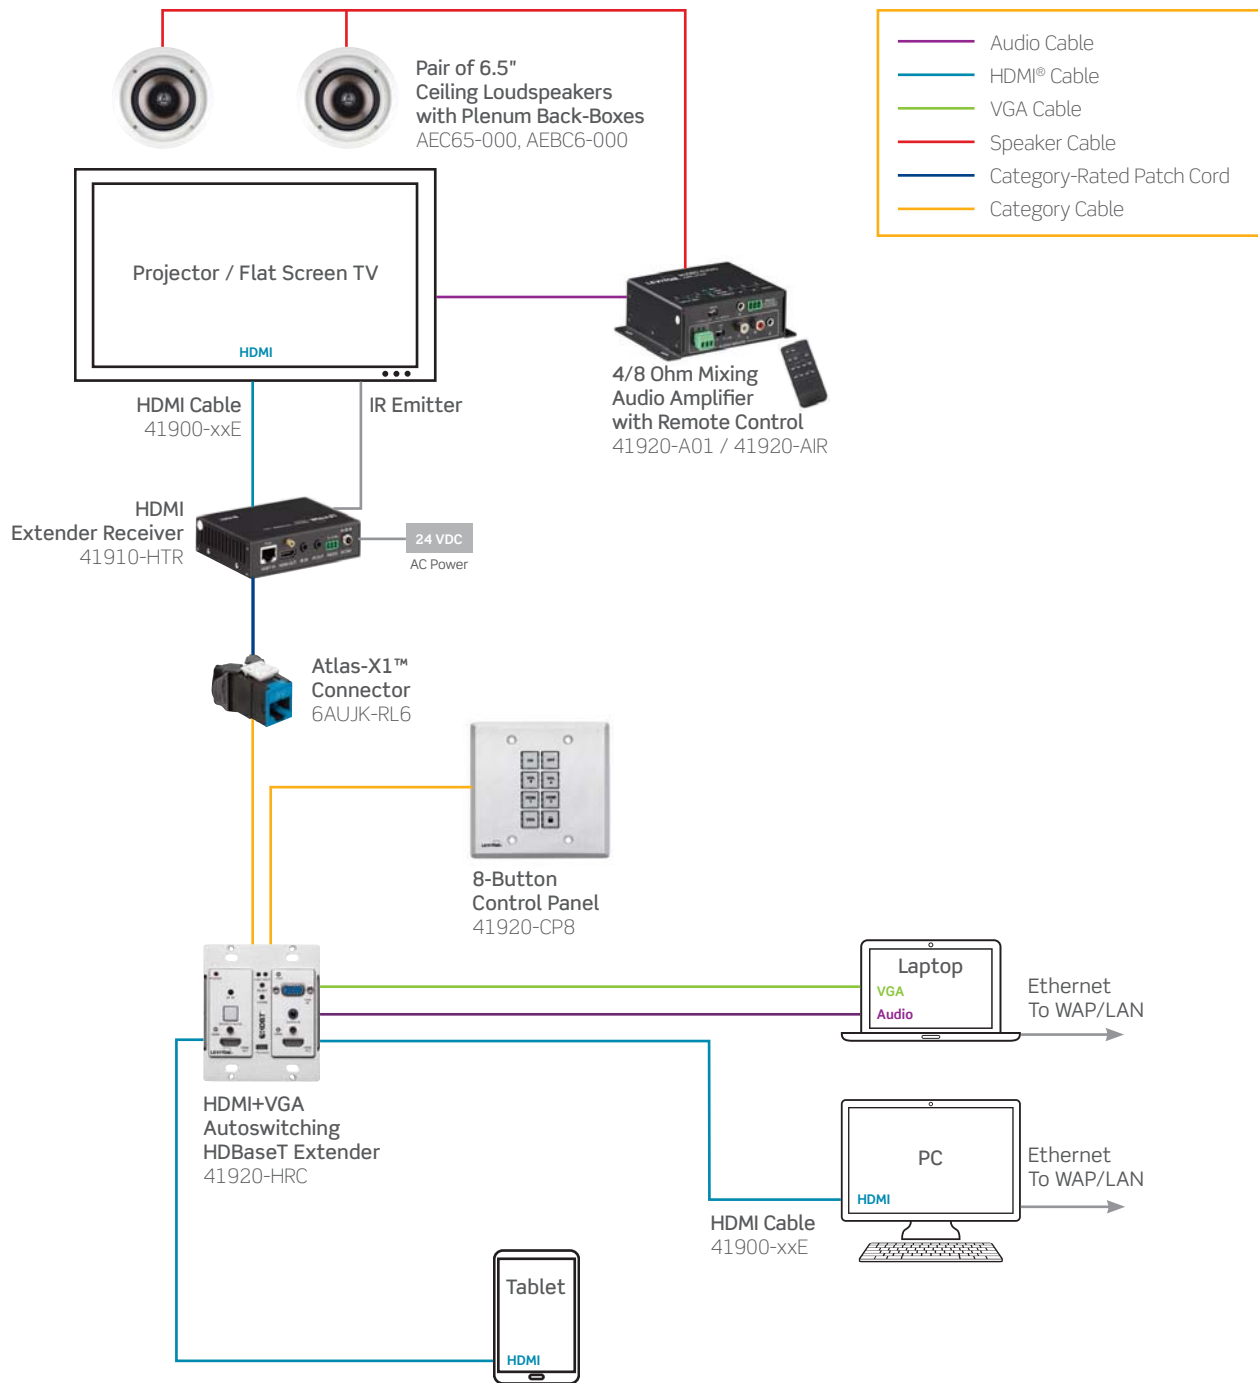 Pair of 6.5"
Ceiling Loudspeakers
with Plenum Back-Boxes
AEC65-000, AEBC6-000
Audio Cable
HDMI® Cable
VGA Cable
Speaker Cable
Category-Rated Patch Cord
Category Cable
Projector / Flat Screen TV
HDMI
4/8 Ohm Mixing
Audio Amplifier
with Remote Control
41920-A01 / 41920-AIR
HDMI Cable
41900-xxE
IR Emitter
HDMI
Extender Receiver
41910-HTR
24 VDC
AC Power
Atlas-X1™
Connector
6AUJK-RL6
8-Button
Control Panel
41920-CP8
HDMI+VGA
Autoswitching
HDBaseT Extender
41920-HRC
Laptop
VGA
Audio
Ethernet
To WAP/LAN
PC
HDMI
Ethernet
To WAP/LAN
HDMI Cable
41900-xxE
Tablet
HDMI